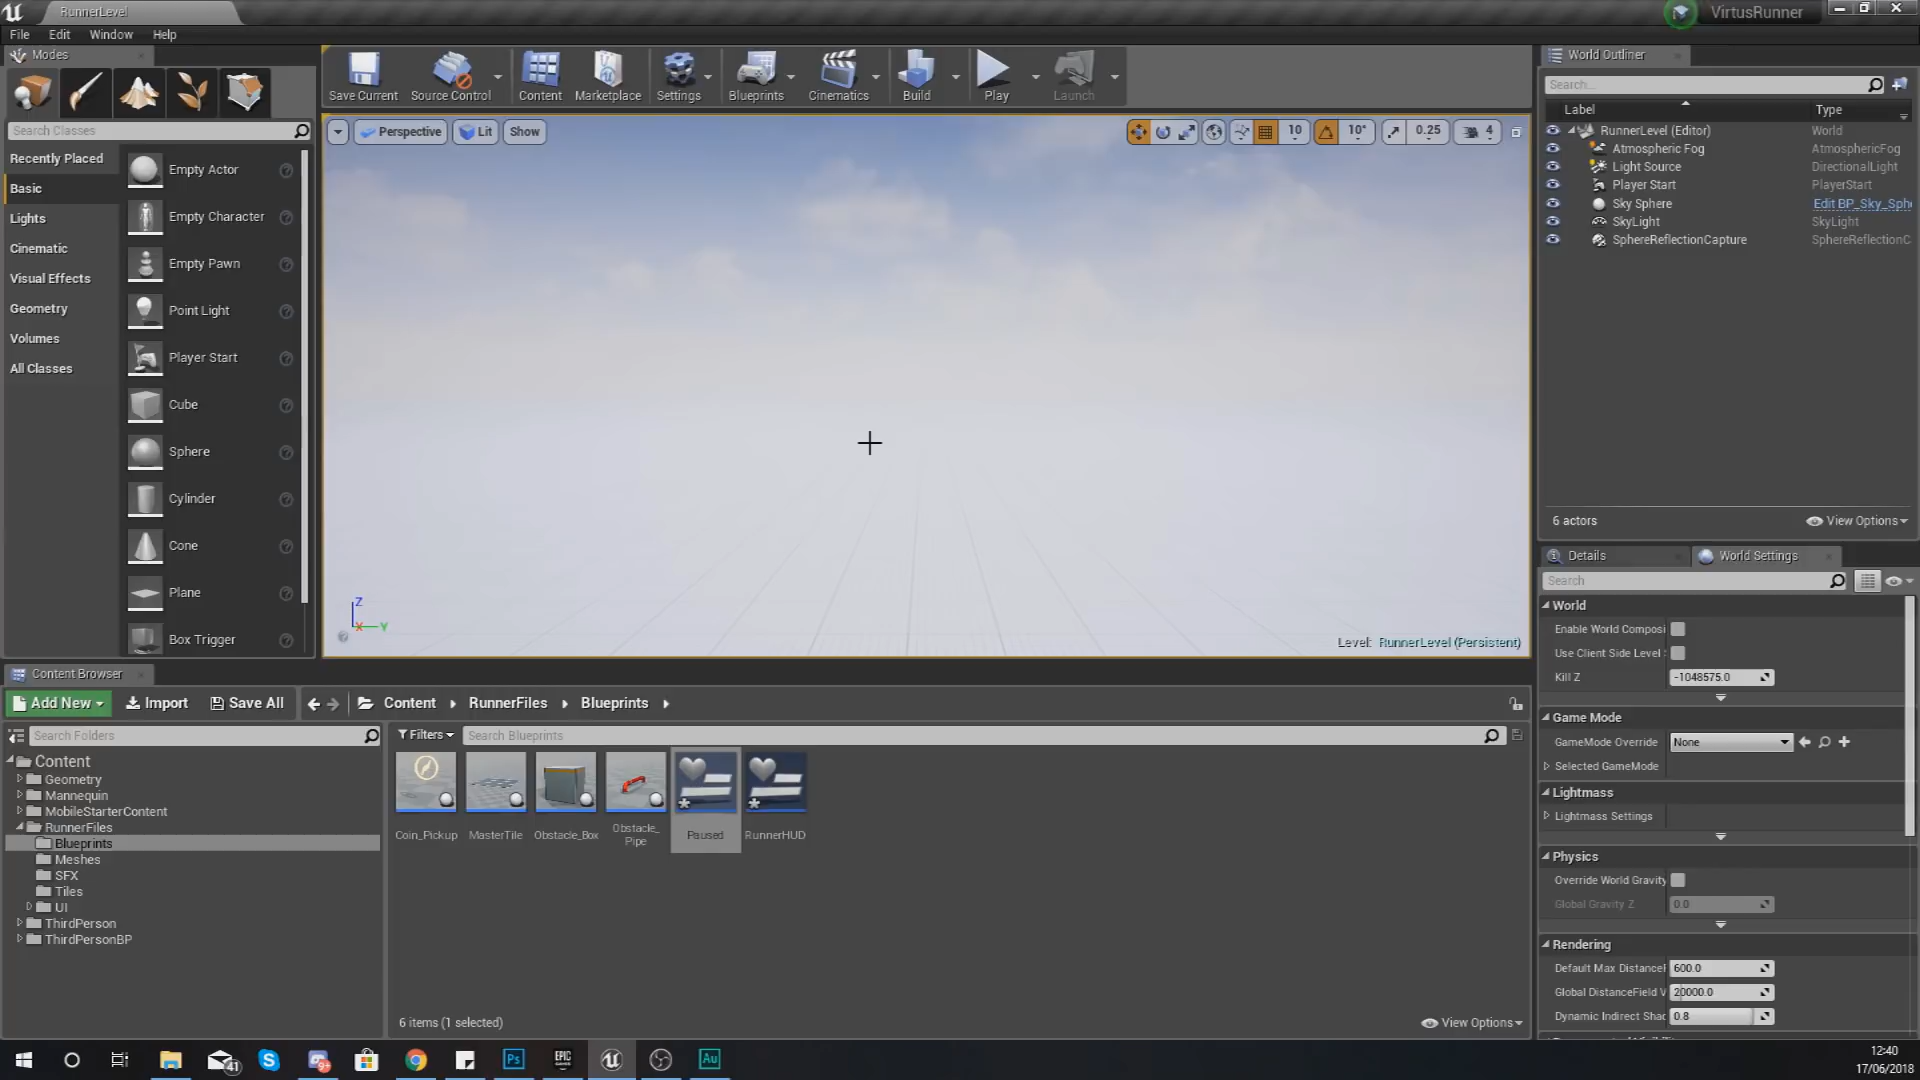 RunnerLevel
VirtusRunner
File Edit Window Help
Modes
Save Current Source Control Content Marketplace Settings Blueprints Cinematics Build Play Launch
Search Classes
Recently Placed
Basic
Lights
Cinematic
Visual Effects
Geometry
Volumes
All Classes
Empty Actor
Empty Character
Empty Pawn
Point Light
Player Start
Cube
Sphere
Cylinder
Cone
Plane
Box Trigger
Perspective Lit Show
10 10° 0.25 4
Z
X Y
Level: RunnerLevel (Persistent)
World Outliner
Search...
Label Type
RunnerLevel (Editor) World
Atmospheric Fog AtmosphericFog
Light Source DirectionalLight
Player Start PlayerStart
Sky Sphere Edit BP_Sky_Sph
SkyLight SkyLight
SphereReflectionCapture SphereReflectionC
6 actors View Options
Details World Settings
Search
World
Enable World Composi
Use Client Side Level
Kill Z -1048575.0
Game Mode
GameMode Override None
Selected GameMode
Lightmass
Lightmass Settings
Physics
Override World Gravity
Global Gravity Z 0.0
Rendering
Default Max Distance 600.0
Global DistanceField V 20000.0
Dynamic Indirect Shad 0.8
Content Browser
Add New Import Save All Content RunnerFiles Blueprints
Search Folders
Filters Search Blueprints
Content
Geometry
Mannequin
MobileStarterContent
RunnerFiles
Blueprints
Meshes
SFX
Tiles
UI
ThirdPerson
ThirdPersonBP
Coin_Pickup MasterTile Obstacle_Box Obstacle_
Pipe Paused RunnerHUD
6 items (1 selected) View Options
41 9+ Ps EPIC Au
12:40
17/06/2018